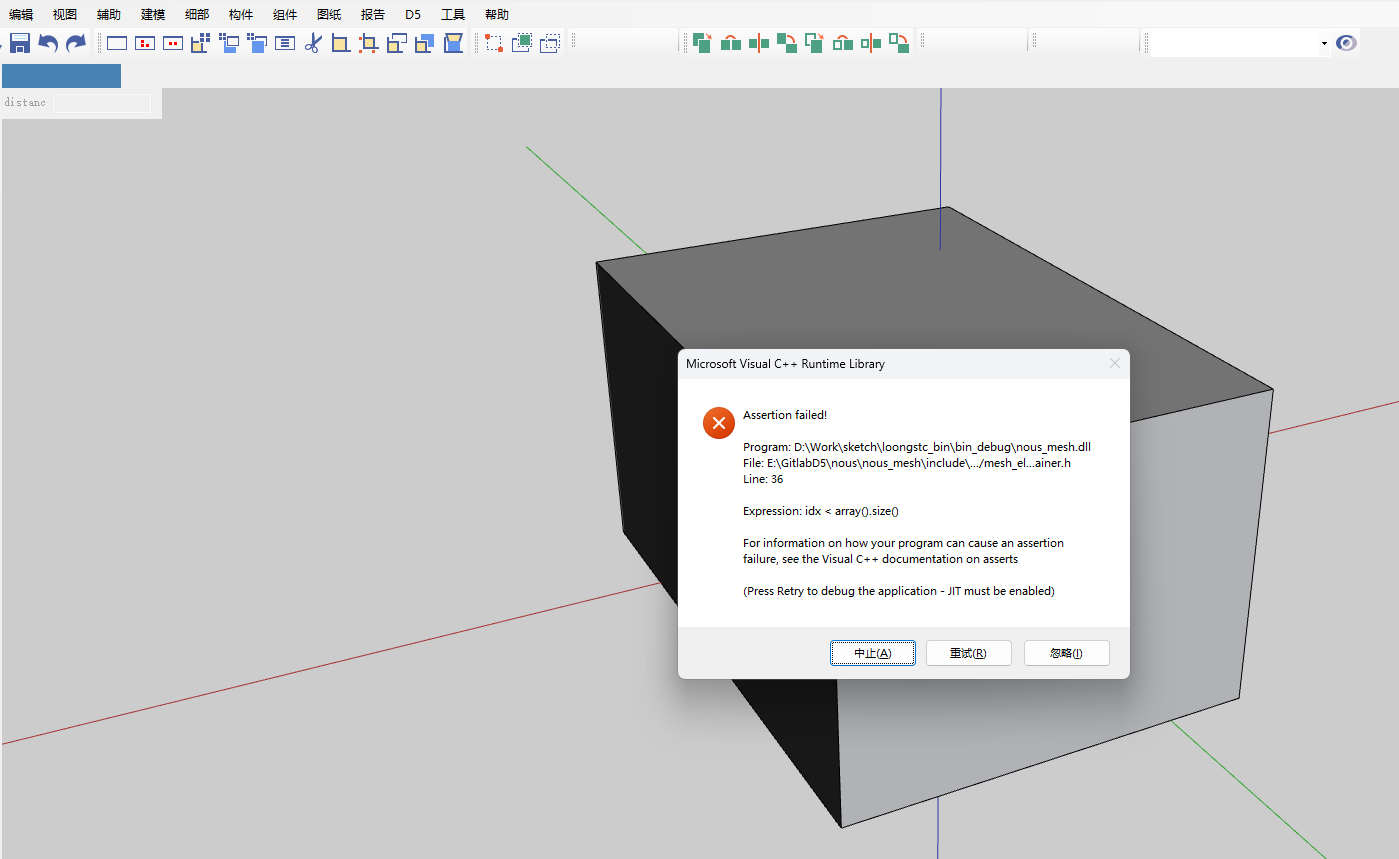 编辑 视图 辅助 建模 细部 构件 组件 图纸 报告 D5 工具 帮助
distanc
Microsoft Visual C++ Runtime Library
Assertion failed!
Program: D:\Work\sketch\loongstc_bin\bin_debug\nous_mesh.dll
File: E:\GitlabD5\nous\nous_mesh\include\.../mesh_el...ainer.h
Line: 36
Expression: idx < array().size()
For information on how your program can cause an assertion
failure, see the Visual C++ documentation on asserts
(Press Retry to debug the application - JIT must be enabled)
中止(A) 重试(R) 忽略(I)